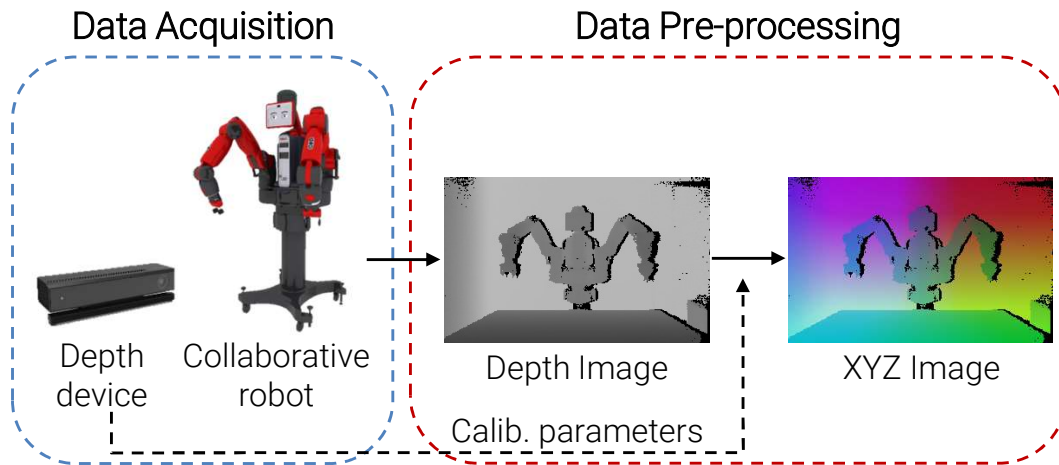 Data Acquisition
Data Pre-processing
Depth
device
Collaborative
robot
Depth Image
XYZ Image
Calib. parameters